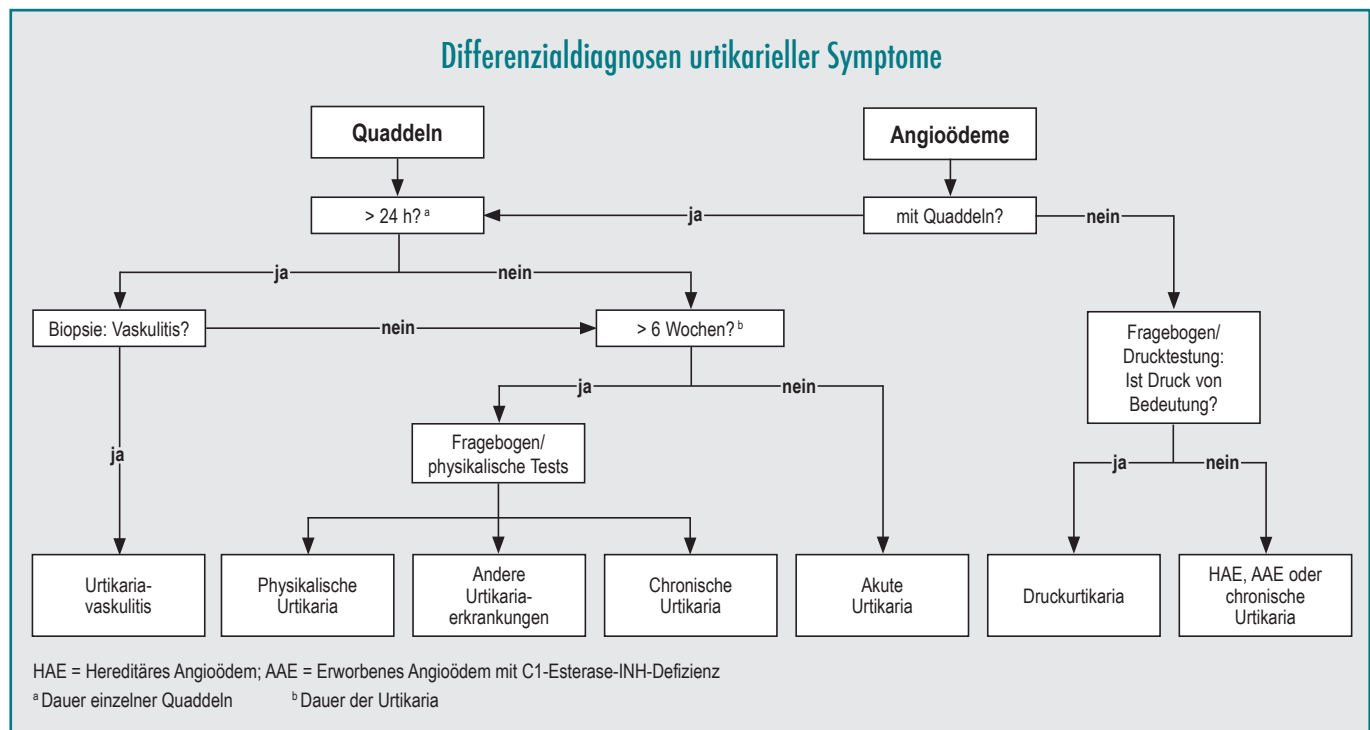 Differenzialdiagnosen urtikarieller Symptome
Quaddeln
Angioödeme
> 24 h? a
ja
mit Quaddeln?
nein
ja
nein
Biopsie: Vaskulitis?
nein
> 6 Wochen? b
Fragebogen/
Drucktestung:
Ist Druck von
Bedeutung?
ja
nein
Fragebogen/
physikalische Tests
ja
ja
nein
Urtikaria-
vaskulitis
Physikalische
Urtikaria
Andere
Urtikaria-
erkrankungen
Chronische
Urtikaria
Akute
Urtikaria
Druckurtikaria
HAE, AAE oder
chronische
Urtikaria
HAE = Hereditäres Angioödem; AAE = Erworbenes Angioödem mit C1-Esterase-INH-Defizienz
a Dauer einzelner Quaddeln b Dauer der Urtikaria